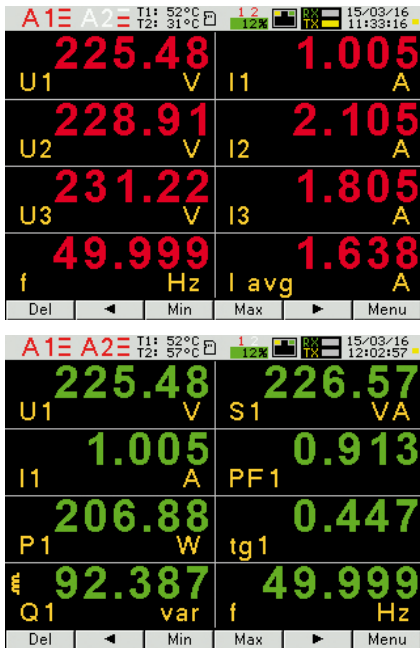 A1 A2 T1: 52°C T2: 31°C 1 2 12% RX TX 15/03/16 11:33:16
225.48 1.005
U1 V I1 A
228.91 2.105
U2 V I2 A
231.22 1.805
U3 V I3 A
49.999 1.638
f Hz I avg A
Del ◄ Min Max ► Menu
A1 A2 T1: 52°C T2: 57°C 1 2 12% RX TX 15/03/16 12:02:57
225.48 226.57
U1 V S1 VA
1.005 0.913
I1 A PF1
206.88 0.447
P1 W tg1
92.387 49.999
Q1 var f Hz
Del ◄ Min Max ► Menu